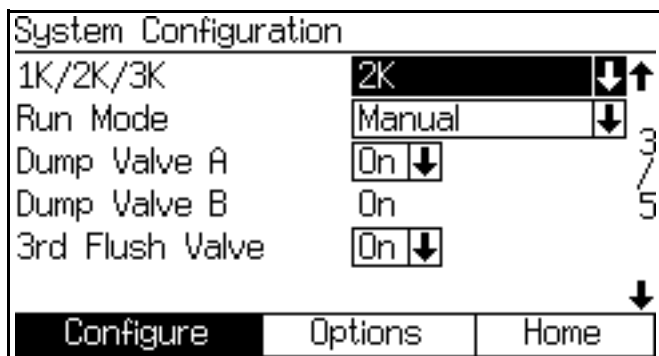 System Configuration
1K/2K/3K 2K
Run Mode Manual
Dump Valve A On
Dump Valve B On
3rd Flush Valve On
3/5
Configure Options Home